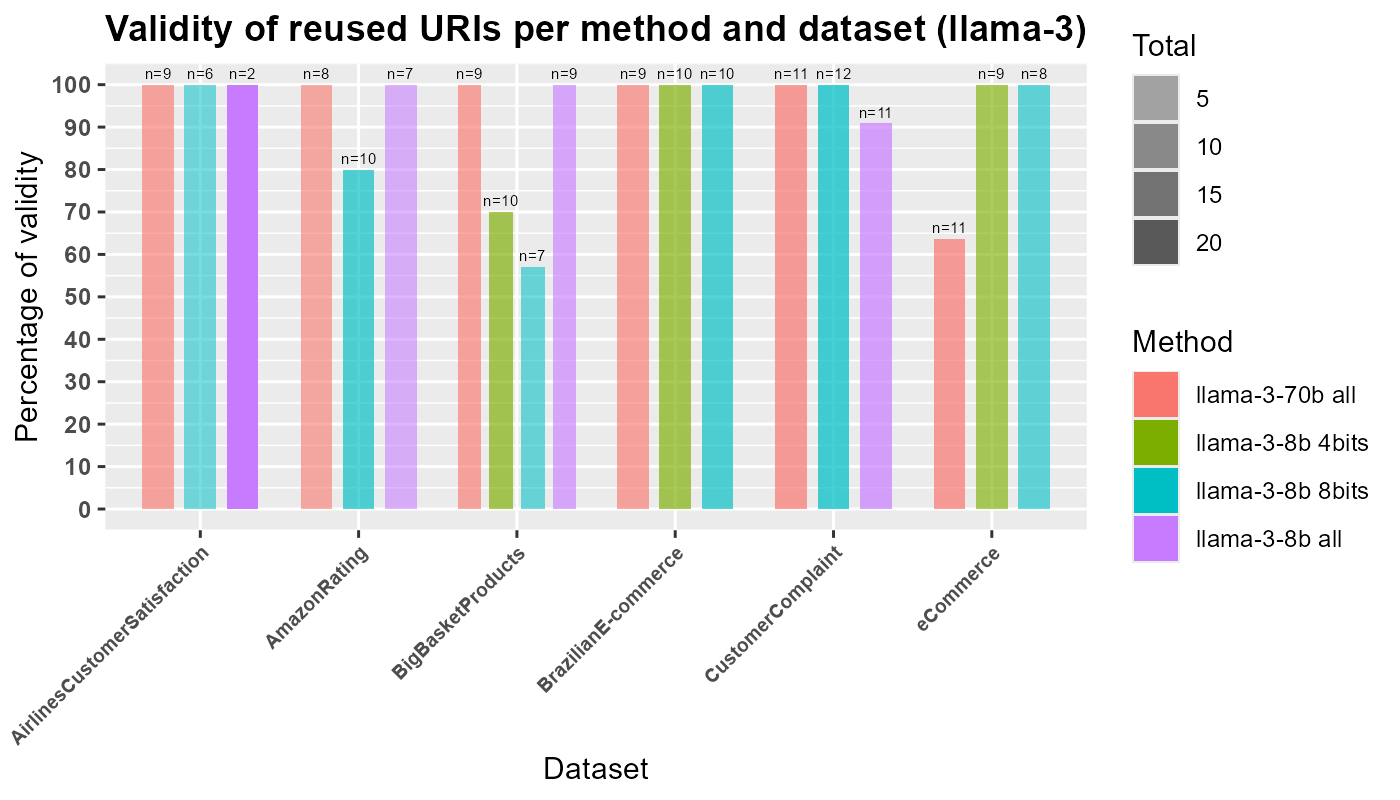 Validity of reused URIs per method and dataset (llama-3)
Percentage of validity
100
90
80
70
60
50
40
30
20
10
0
n=9
n=6
n=2
n=8
n=10
n=7
n=9
n=10
n=7
n=9
n=9
n=10
n=10
n=11
n=12
n=11
n=11
n=9
n=8
AirlinesCustomerSatisfaction
AmazonRating
BigBasketProducts
BrazilianE-commerce
CustomerComplaint
eCommerce
Dataset
Total
5
10
15
20
Method
llama-3-70b all
llama-3-8b 4bits
llama-3-8b 8bits
llama-3-8b all